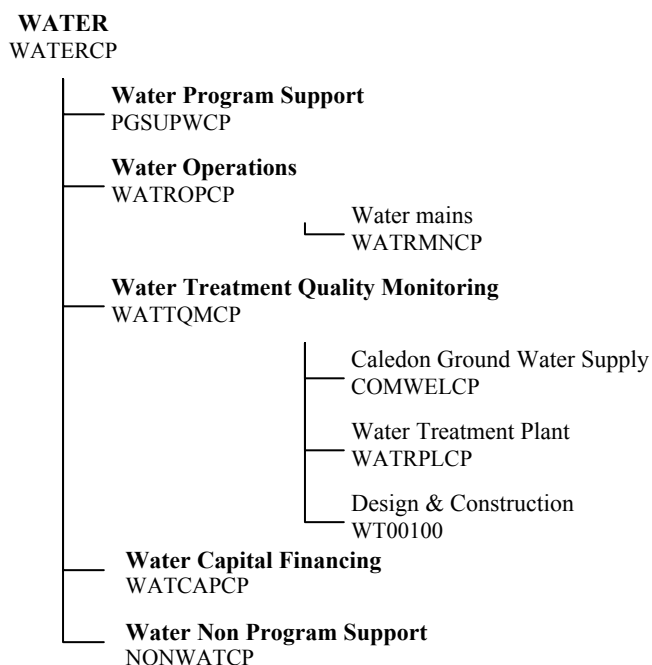 WATER
WATERCP
Water Program Support
PGSUPWCP
Water Operations
WATROPCP
Water mains
WATRMNCP
Water Treatment Quality Monitoring
WATTQMCP
Caledon Ground Water Supply
COMWELCP
Water Treatment Plant
WATRPLCP
Design & Construction
WT00100
Water Capital Financing
WATCAPCP
Water Non Program Support
NONWATCP